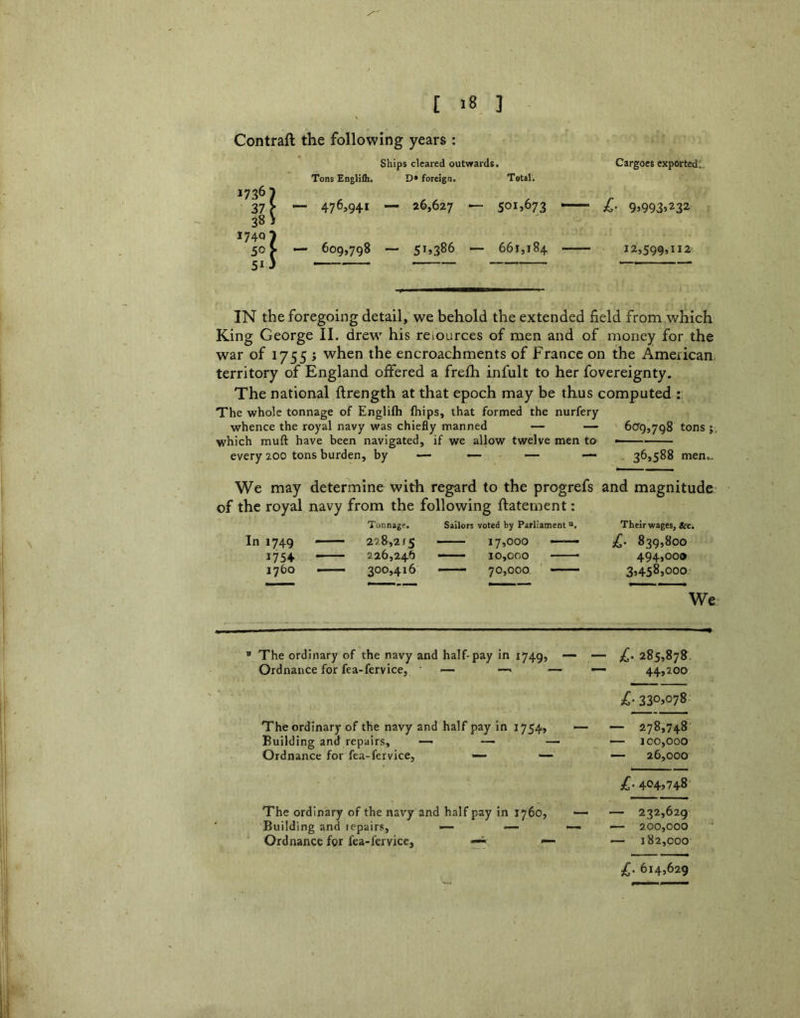 [ 18 ]
Contraſt the following years :
Ships cleared outwards. Cargoes exported.
Tons Engliſh. Do foreign. Total.
1736 }
37 } — 476,941 — 26,627 — 501,673 —— £. 9,993,232
38 }
1740 }
50 } — 609,798 — 51,386 — 661,184 —— 12,599,112
51 }
IN the foregoing detail, we behold the extended field from which
King George II. drew his reſources of men and of money for the
war of 1755 ; when the encroachments of France on the American
territory of England offered a freſh inſult to her ſovereignty.
The national ſtrength at that epoch may be thus computed :
The whole tonnage of Engliſh ſhips, that formed the nurſery
whence the royal navy was chiefly manned — — 609,798 tons ;
which muſt have been navigated, if we allow twelve men to
every 200 tons burden, by — — — — 36,588 men.
We may determine with regard to the progreſs and magnitude
of the royal navy from the following ſtatement :
Tonnage. Sailors voted by Parliament n. Their wages, &c.
In 1749 —— 228,215 —— 17,000 —— £. 839,800
1754 —— 226,246 —— 10,000 —— 494,000
1760 —— 300,416 —— 70,000 —— 3,458,000
We
n The ordinary of the navy and half-pay in 1749, — — £. 285,878
Ordnance for ſea-ſervice, — — — — 44,200
£. 330,078
The ordinary of the navy and half pay in 1754, — — 278,748
Building and repairs, — — — — 100,000
Ordnance for ſea-ſervice, — — — 26,000
£. 404,748
The ordinary of the navy and half pay in 1760, — — 232,629
Building and repairs, — — — — 200,000
Ordnance for ſea-ſervice, — — — 182,000
£. 614,629